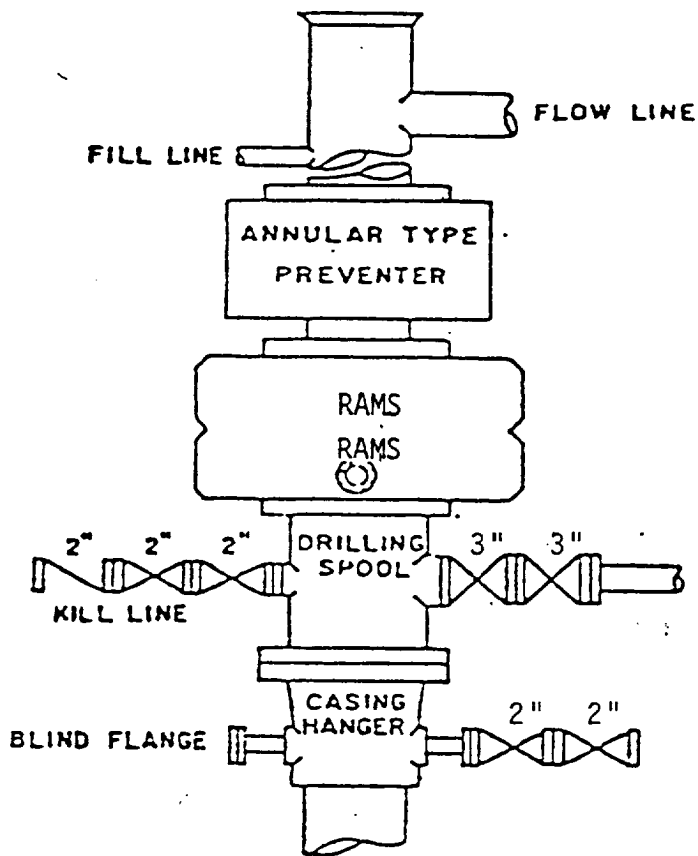 FLOW LINE
FILL LINE
ANNULAR TYPE
PREVENTER
RAMS
RAMS
2" 2" 2"
DRILLING
SPOOL
3" 3"
KILL LINE
CASING
HANGER
2" 2"
BLIND FLANGE